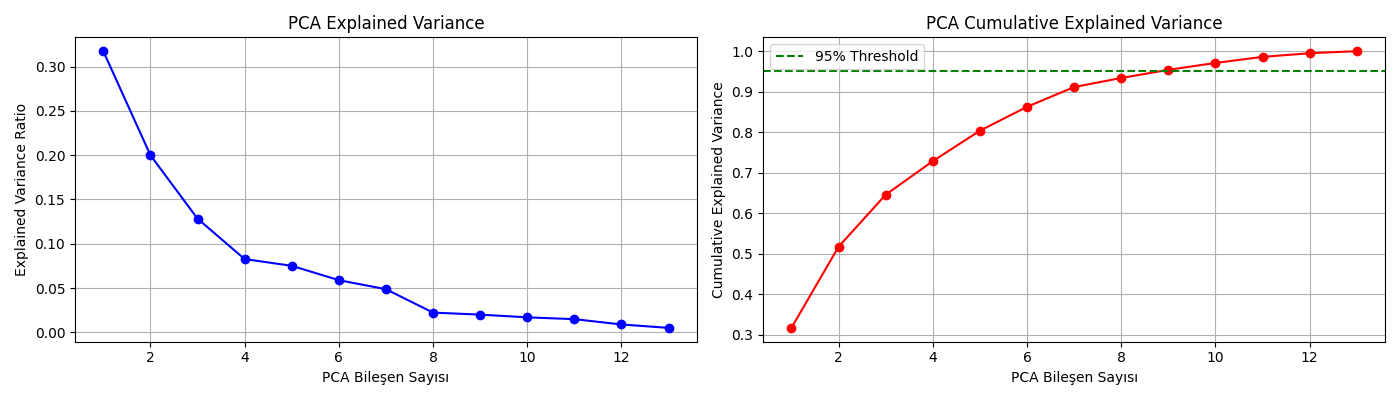 PCA Explained Variance
Explained Variance Ratio
0.30
0.25
0.20
0.15
0.10
0.05
0.00
2 4 6 8 10 12
PCA Bileşen Sayısı
PCA Cumulative Explained Variance
95% Threshold
Cumulative Explained Variance
1.0
0.9
0.8
0.7
0.6
0.5
0.4
0.3
2 4 6 8 10 12
PCA Bileşen Sayısı